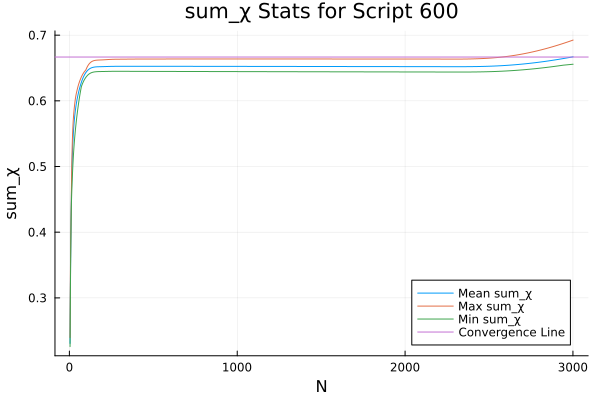 sum_χ Stats for Script 600
0.7
0.6
0.5
0.4
0.3
sum_χ
0
1000
2000
3000
N
Mean sum_χ
Max sum_χ
Min sum_χ
Convergence Line